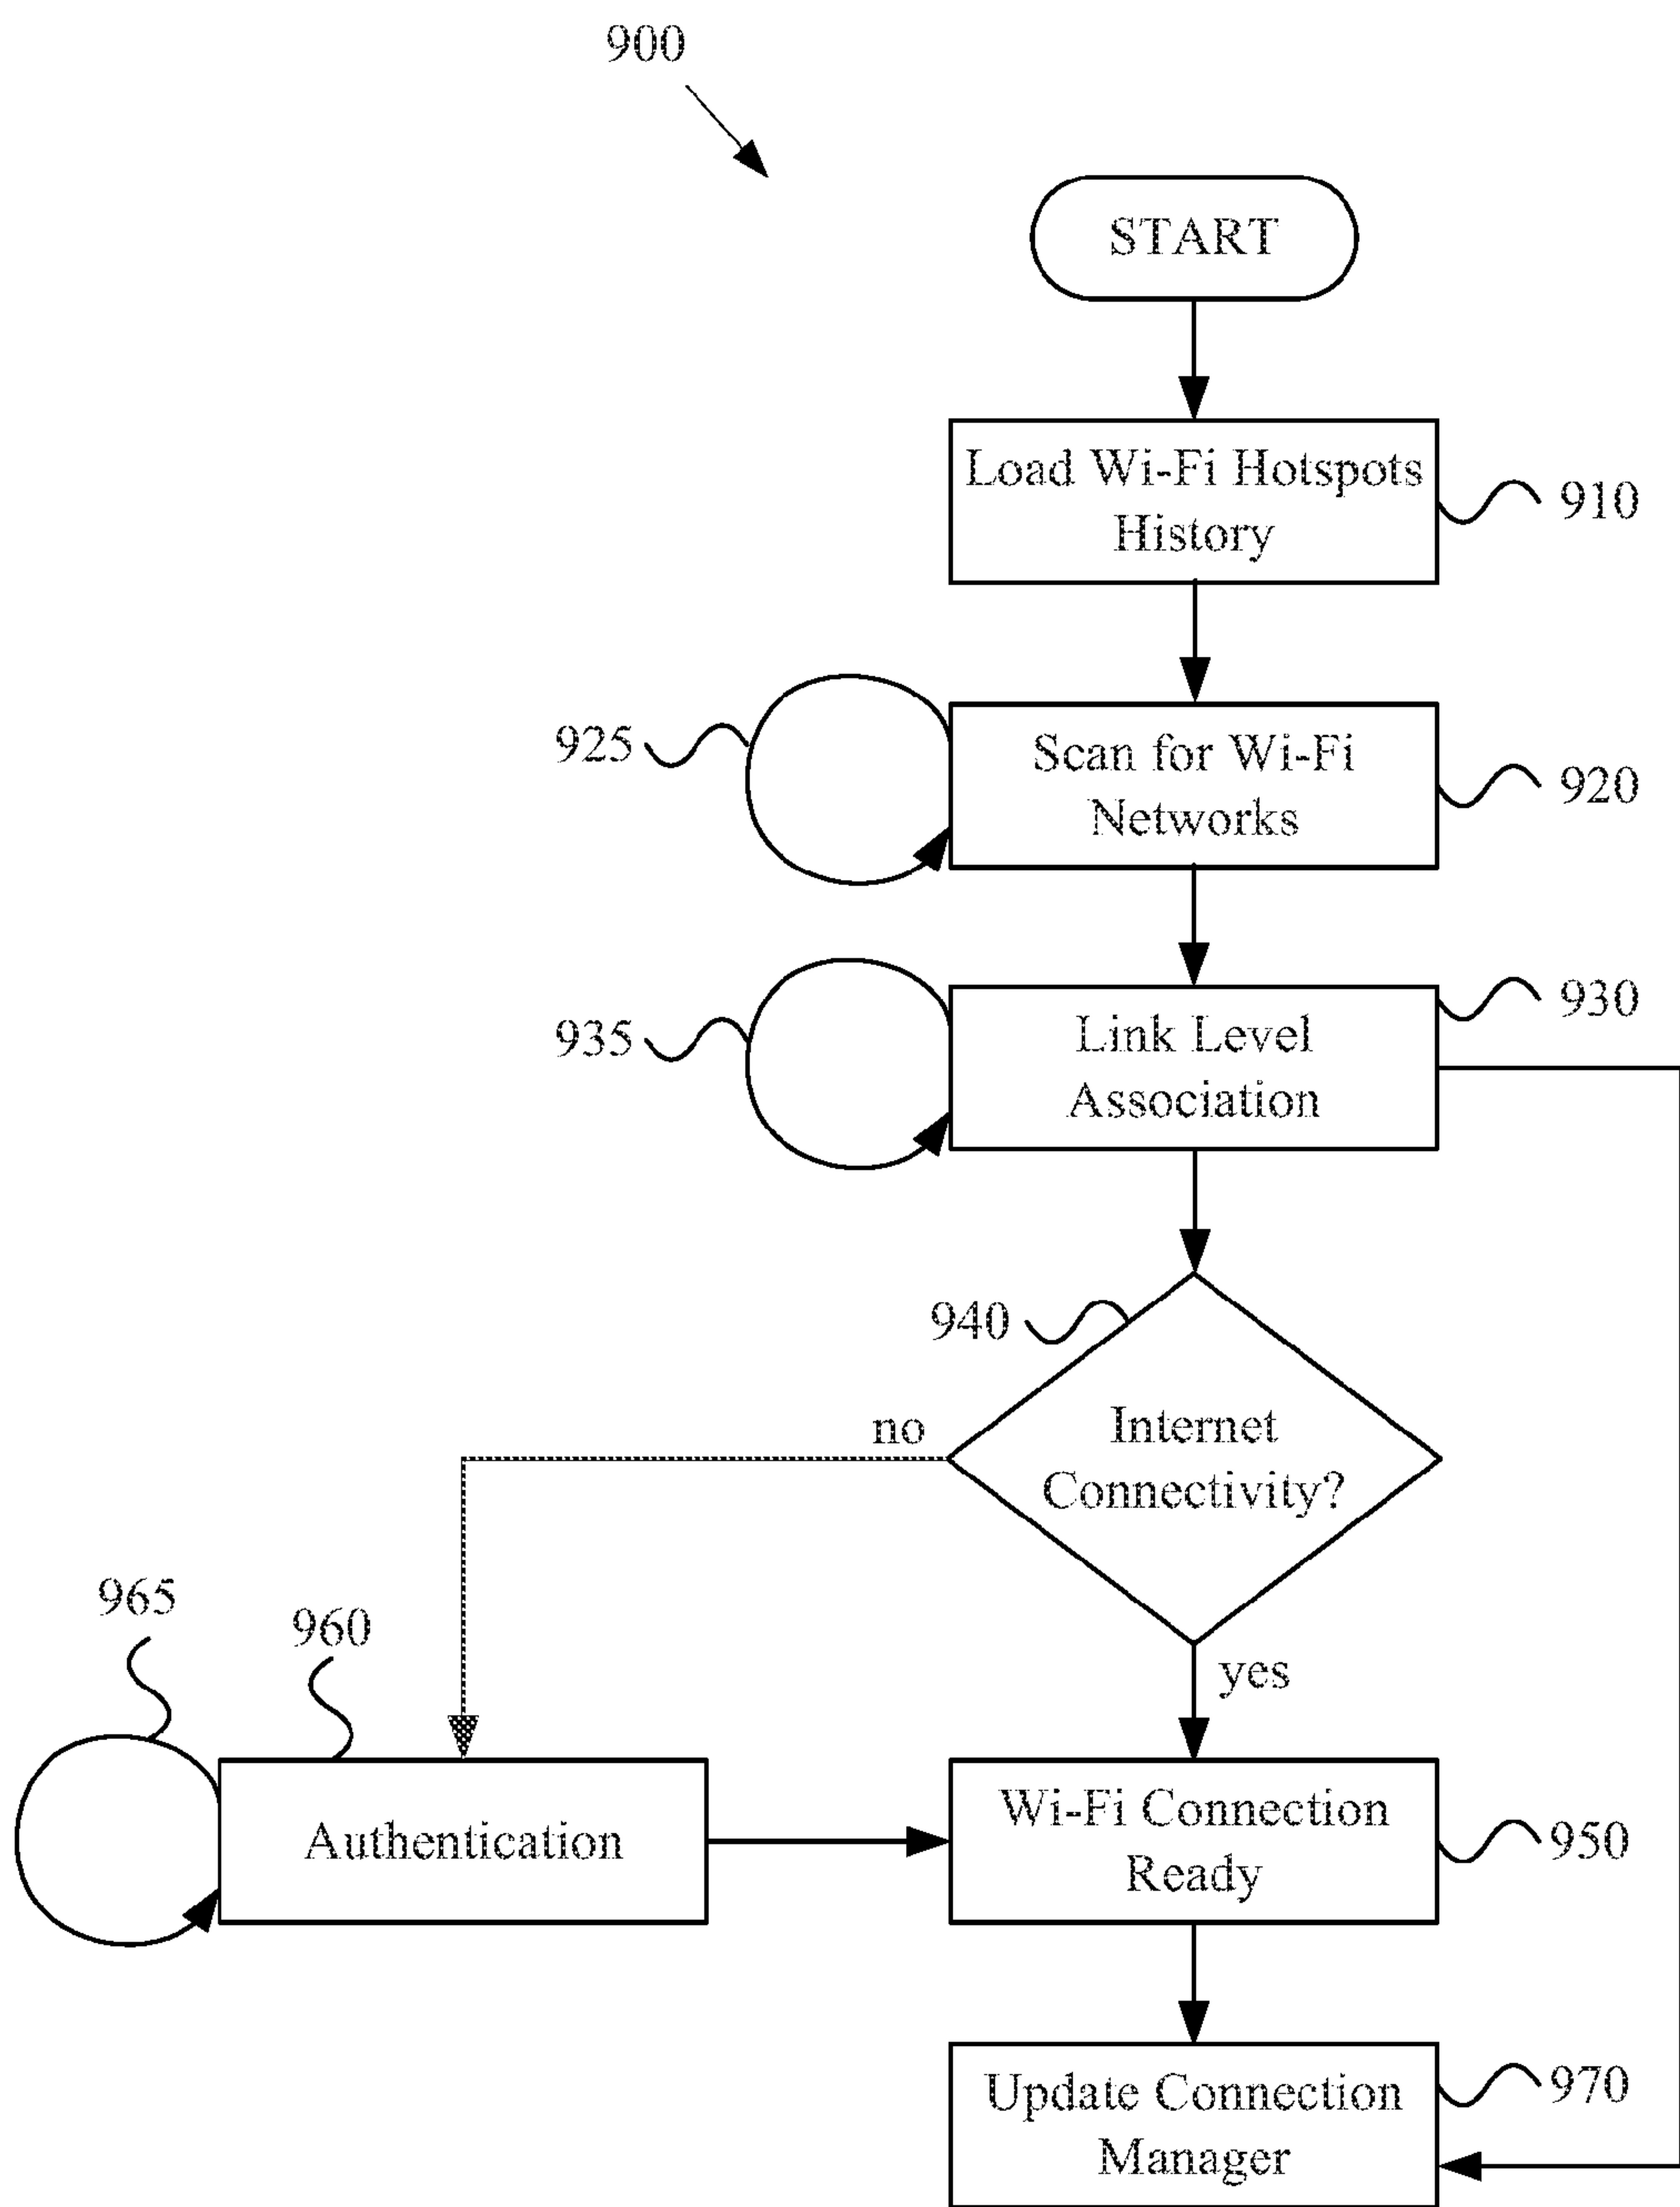 900
START
Load Wi-Fi Hotspots
History
910
925
Scan for Wi-Fi
Networks
920
935
Link Level
Association
930
940
Internet
Connectivity?
no
yes
965
960
Authentication
Wi-Fi Connection
Ready
950
Update Connection
Manager
970